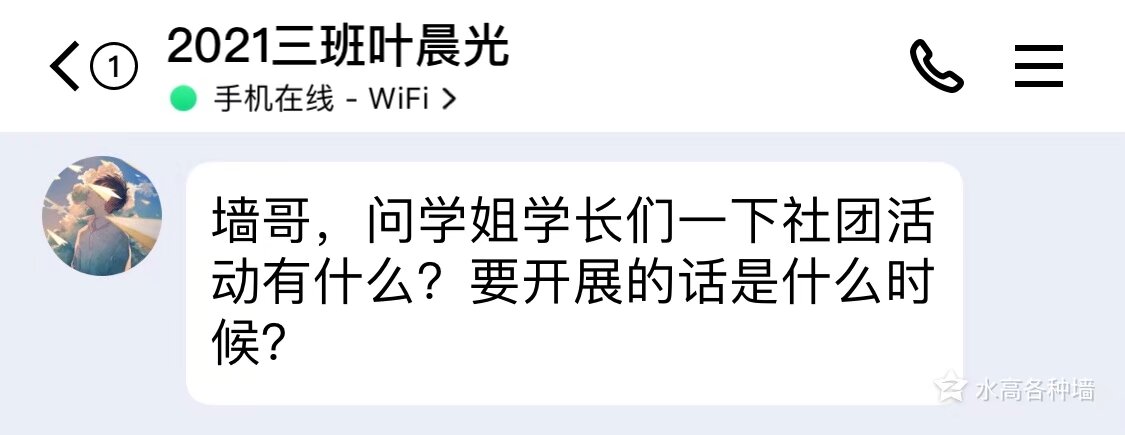 2021三班叶晨光
1
手机在线 - WiFi
墙哥，问学姐学长们一下社团活
动有什么？要开展的话是什么时
候？
水高各种墙